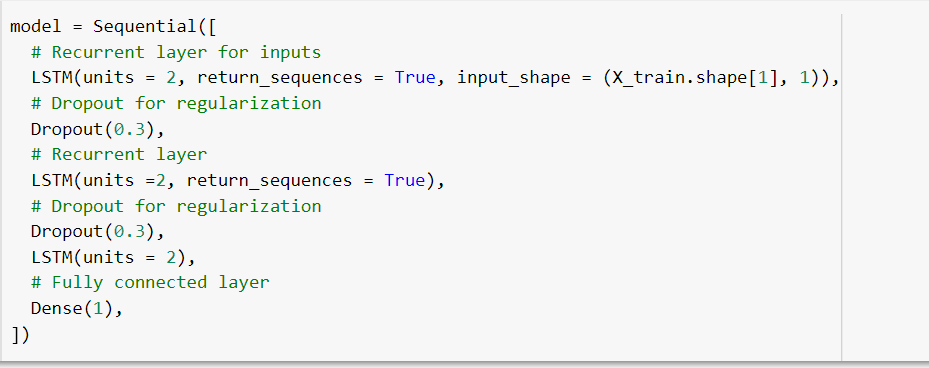 model = Sequential([
# Recurrent layer for inputs
LSTM(units = 2, return_sequences = True, input_shape = (X_train.shape[1], 1)),
# Dropout for regularization
Dropout(0.3),
# Recurrent layer
LSTM(units =2, return_sequences = True),
# Dropout for regularization
Dropout(0.3),
LSTM(units = 2),
# Fully connected layer
Dense(1),
])